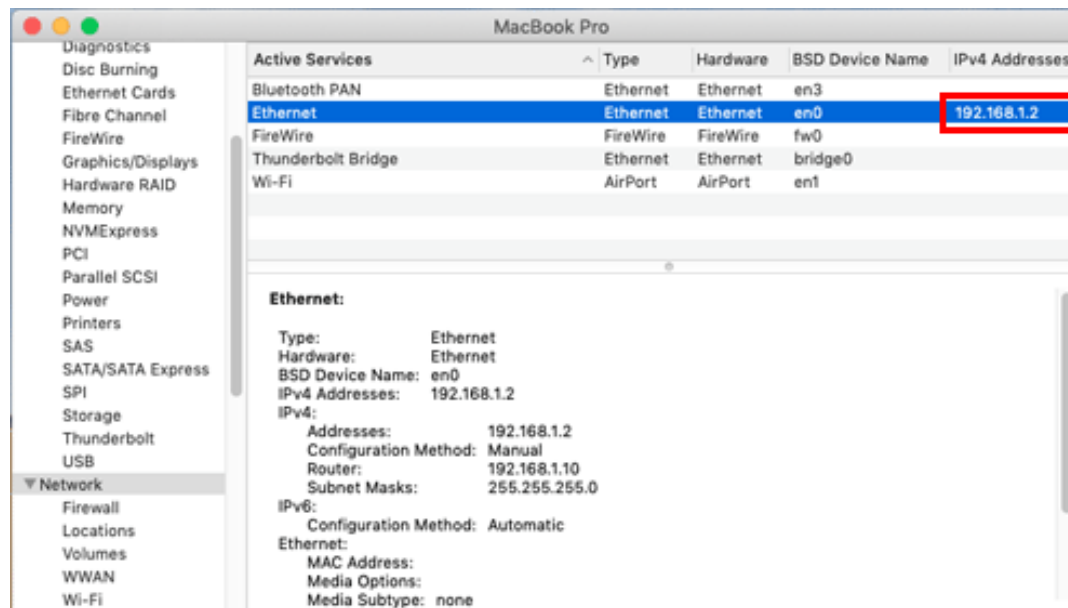 MacBook Pro
Diagnostics
Disc Burning
Ethernet Cards
Fibre Channel
FireWire
Graphics/Displays
Hardware RAID
Memory
NVMExpress
PCI
Parallel SCSI
Power
Printers
SAS
SATA/SATA Express
SPI
Storage
Thunderbolt
USB
Network
Firewall
Locations
Volumes
WWAN
Wi-Fi
Active Services Type Hardware BSD Device Name IPv4 Addresses
Bluetooth PAN Ethernet Ethernet en3
Ethernet Ethernet Ethernet en0 192.168.1.2
FireWire FireWire FireWire fw0
Thunderbolt Bridge Ethernet Ethernet bridge0
Wi-Fi AirPort AirPort en1
Ethernet:
Type: Ethernet
Hardware: Ethernet
BSD Device Name: en0
IPv4 Addresses: 192.168.1.2
IPv4:
Addresses: 192.168.1.2
Configuration Method: Manual
Router: 192.168.1.10
Subnet Masks: 255.255.255.0
IPv6:
Configuration Method: Automatic
Ethernet:
MAC Address:
Media Options:
Media Subtype: none